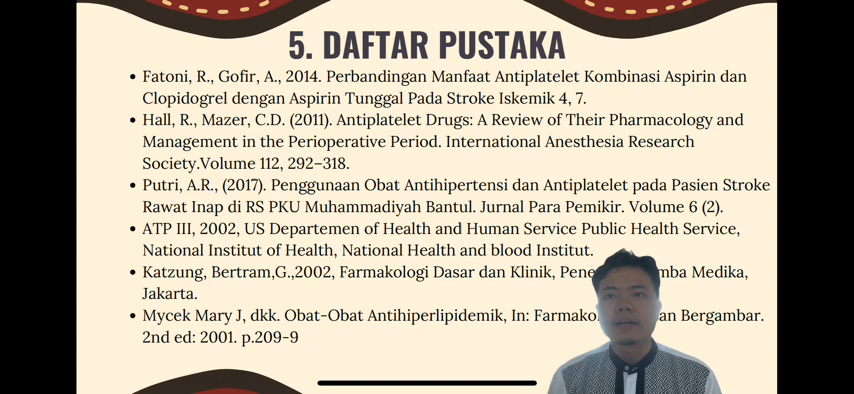 5. DAFTAR PUSTAKA
• Fatoni, R., Gofir, A., 2014. Perbandingan Manfaat Antiplatelet Kombinasi Aspirin dan
Clopidogrel dengan Aspirin Tunggal Pada Stroke Iskemik 4, 7.
• Hall, R., Mazer, C.D. (2011). Antiplatelet Drugs: A Review of Their Pharmacology and
Management in the Perioperative Period. International Anesthesia Research
Society.Volume 112, 292–318.
• Putri, A.R., (2017). Penggunaan Obat Antihipertensi dan Antiplatelet pada Pasien Stroke
Rawat Inap di RS PKU Muhammadiyah Bantul. Jurnal Para Pemikir. Volume 6 (2).
• ATP III, 2002, US Departemen of Health and Human Service Public Health Service,
National Institut of Health, National Health and blood Institut.
• Katzung, Bertram,G.,2002, Farmakologi Dasar dan Klinik, Medika,
Jakarta.
• Mycek Mary J, dkk. Obat-Obat Antihiperlipidemik, In: Bergambar.
2nd ed: 2001. p.209-9